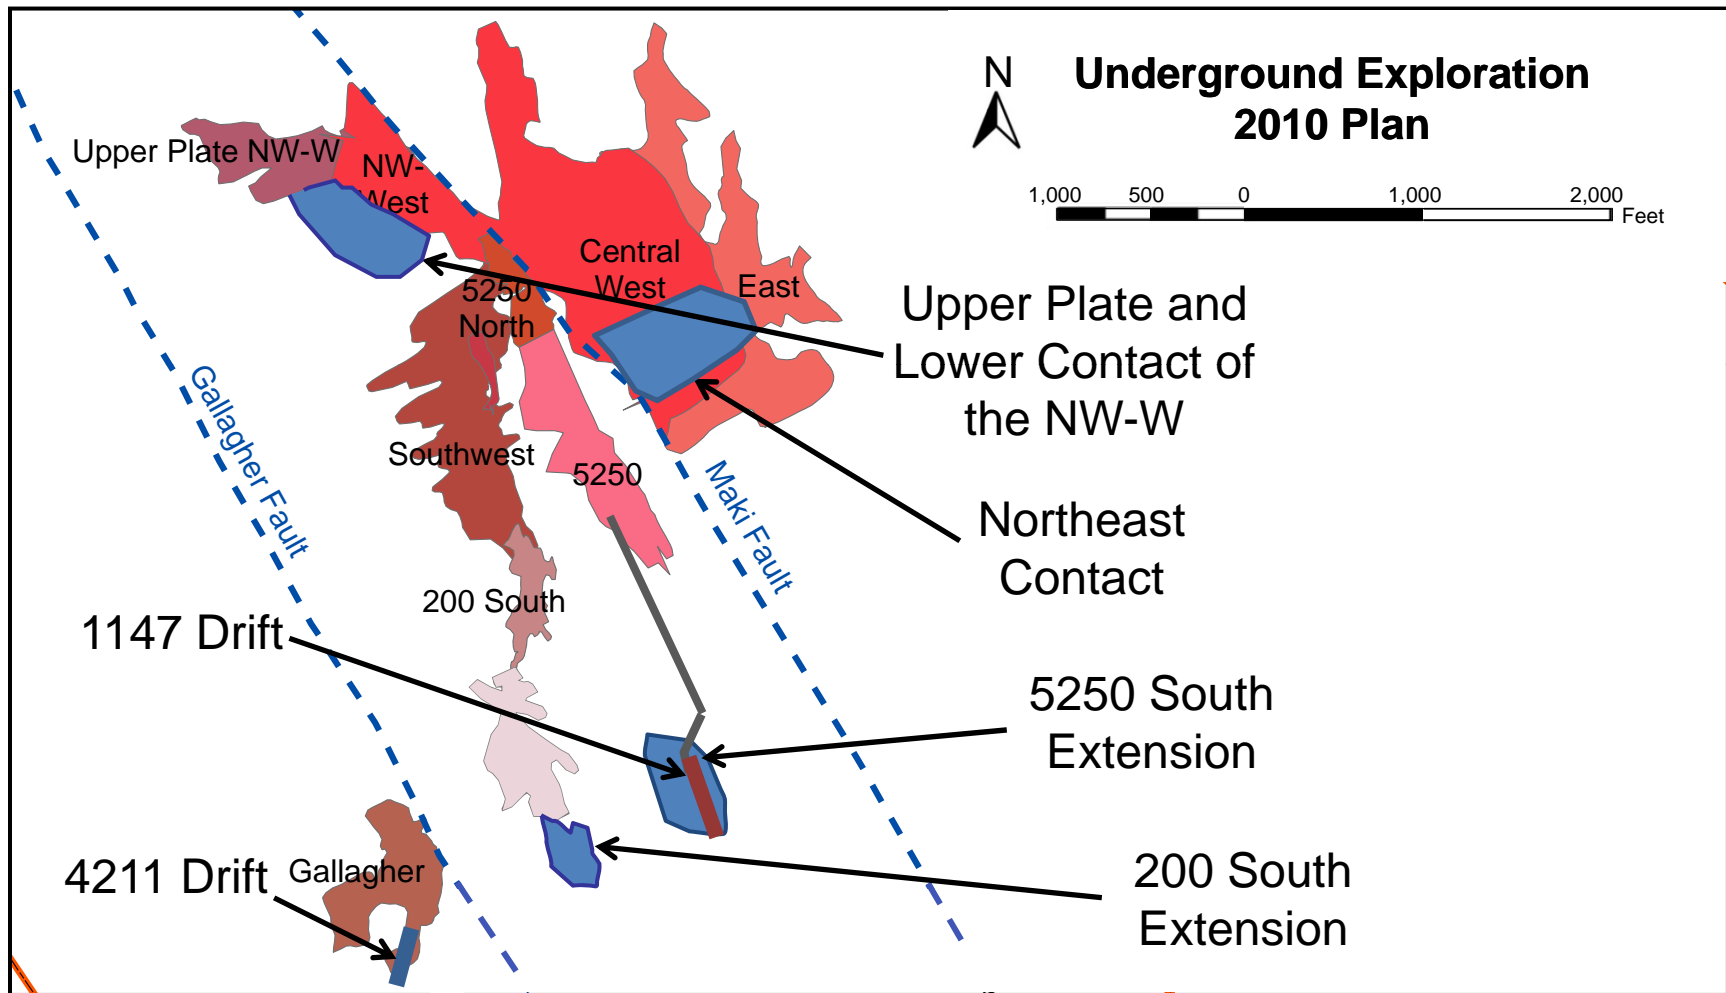 Underground Exploration
2010 Plan
N
1,000 500 0 1,000 2,000
Feet
Upper Plate NW-W
NW-
West
Central
West
East
5250
North
Upper Plate and
Lower Contact of
the NW-W
Gallagher Fault
Southwest
5250
Maki Fault
Northeast
Contact
200 South
1147 Drift
5250 South
Extension
4211 Drift
Gallagher
200 South
Extension